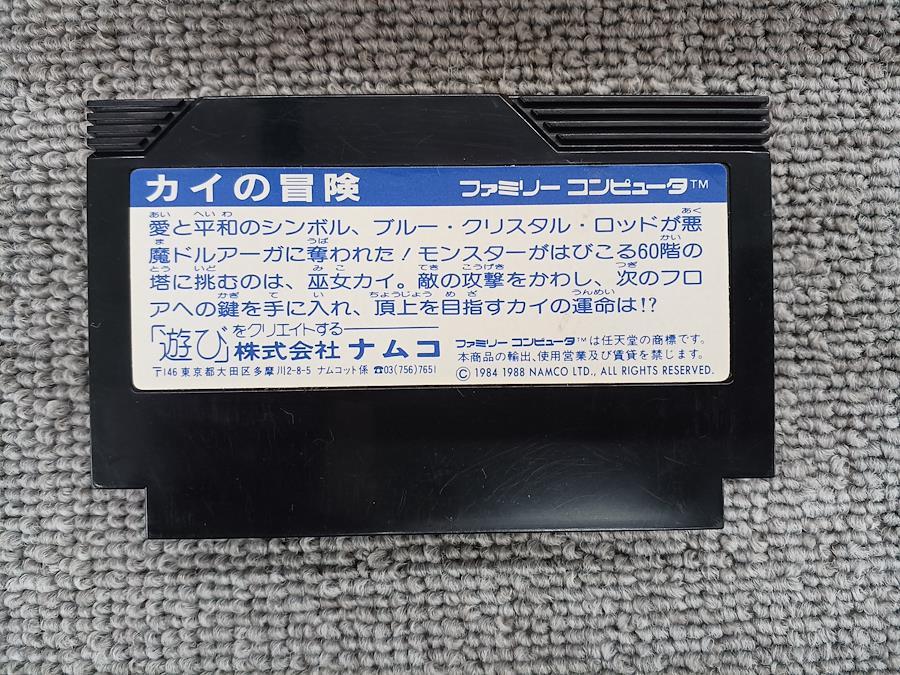 カイの冒険 ファミリー コンピュータ™
愛と平和のシンボル、ブルー・クリスタル・ロッドが悪
魔ドルアーガに奪われた!モンスターがはびこる60階の
塔に挑むのは、巫女カイ。敵の攻撃をかわし、次のフロ
アへの鍵を手に入れ、頂上を目指すカイの運命は!?
「遊び」をクリエイトする
株式会社 ナムコ
〒146 東京都大田区多摩川2-8-5 ナムコット係 ☎03(756)7651
ファミリー コンピュータ™は任天堂の商標です。
本商品の輸出、使用営業及び賃貸を禁じます。
© 1984 1988 NAMCO LTD., ALL RIGHTS RESERVED.